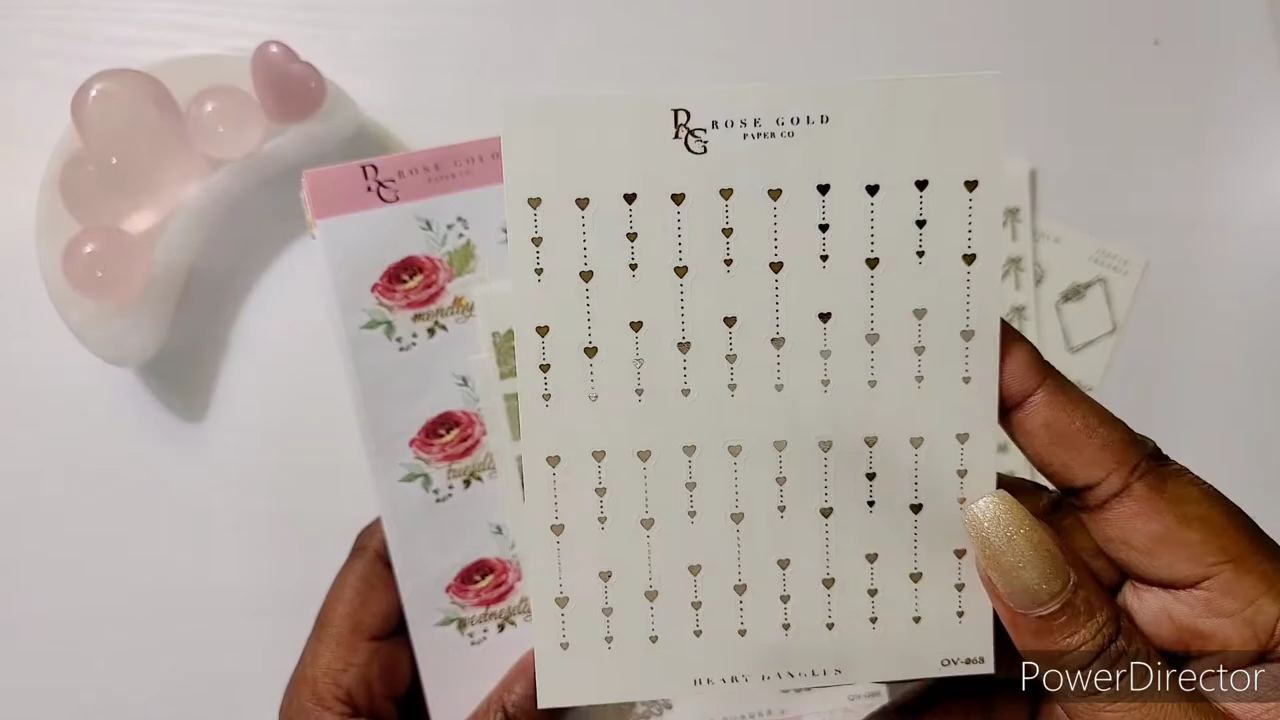 RG ROSE GOLD
PAPER CO
RG ROSE GOLD
PAPER CO
monday
tuesday
wednesday
HEART DANGLES
OV-068
PowerDirector